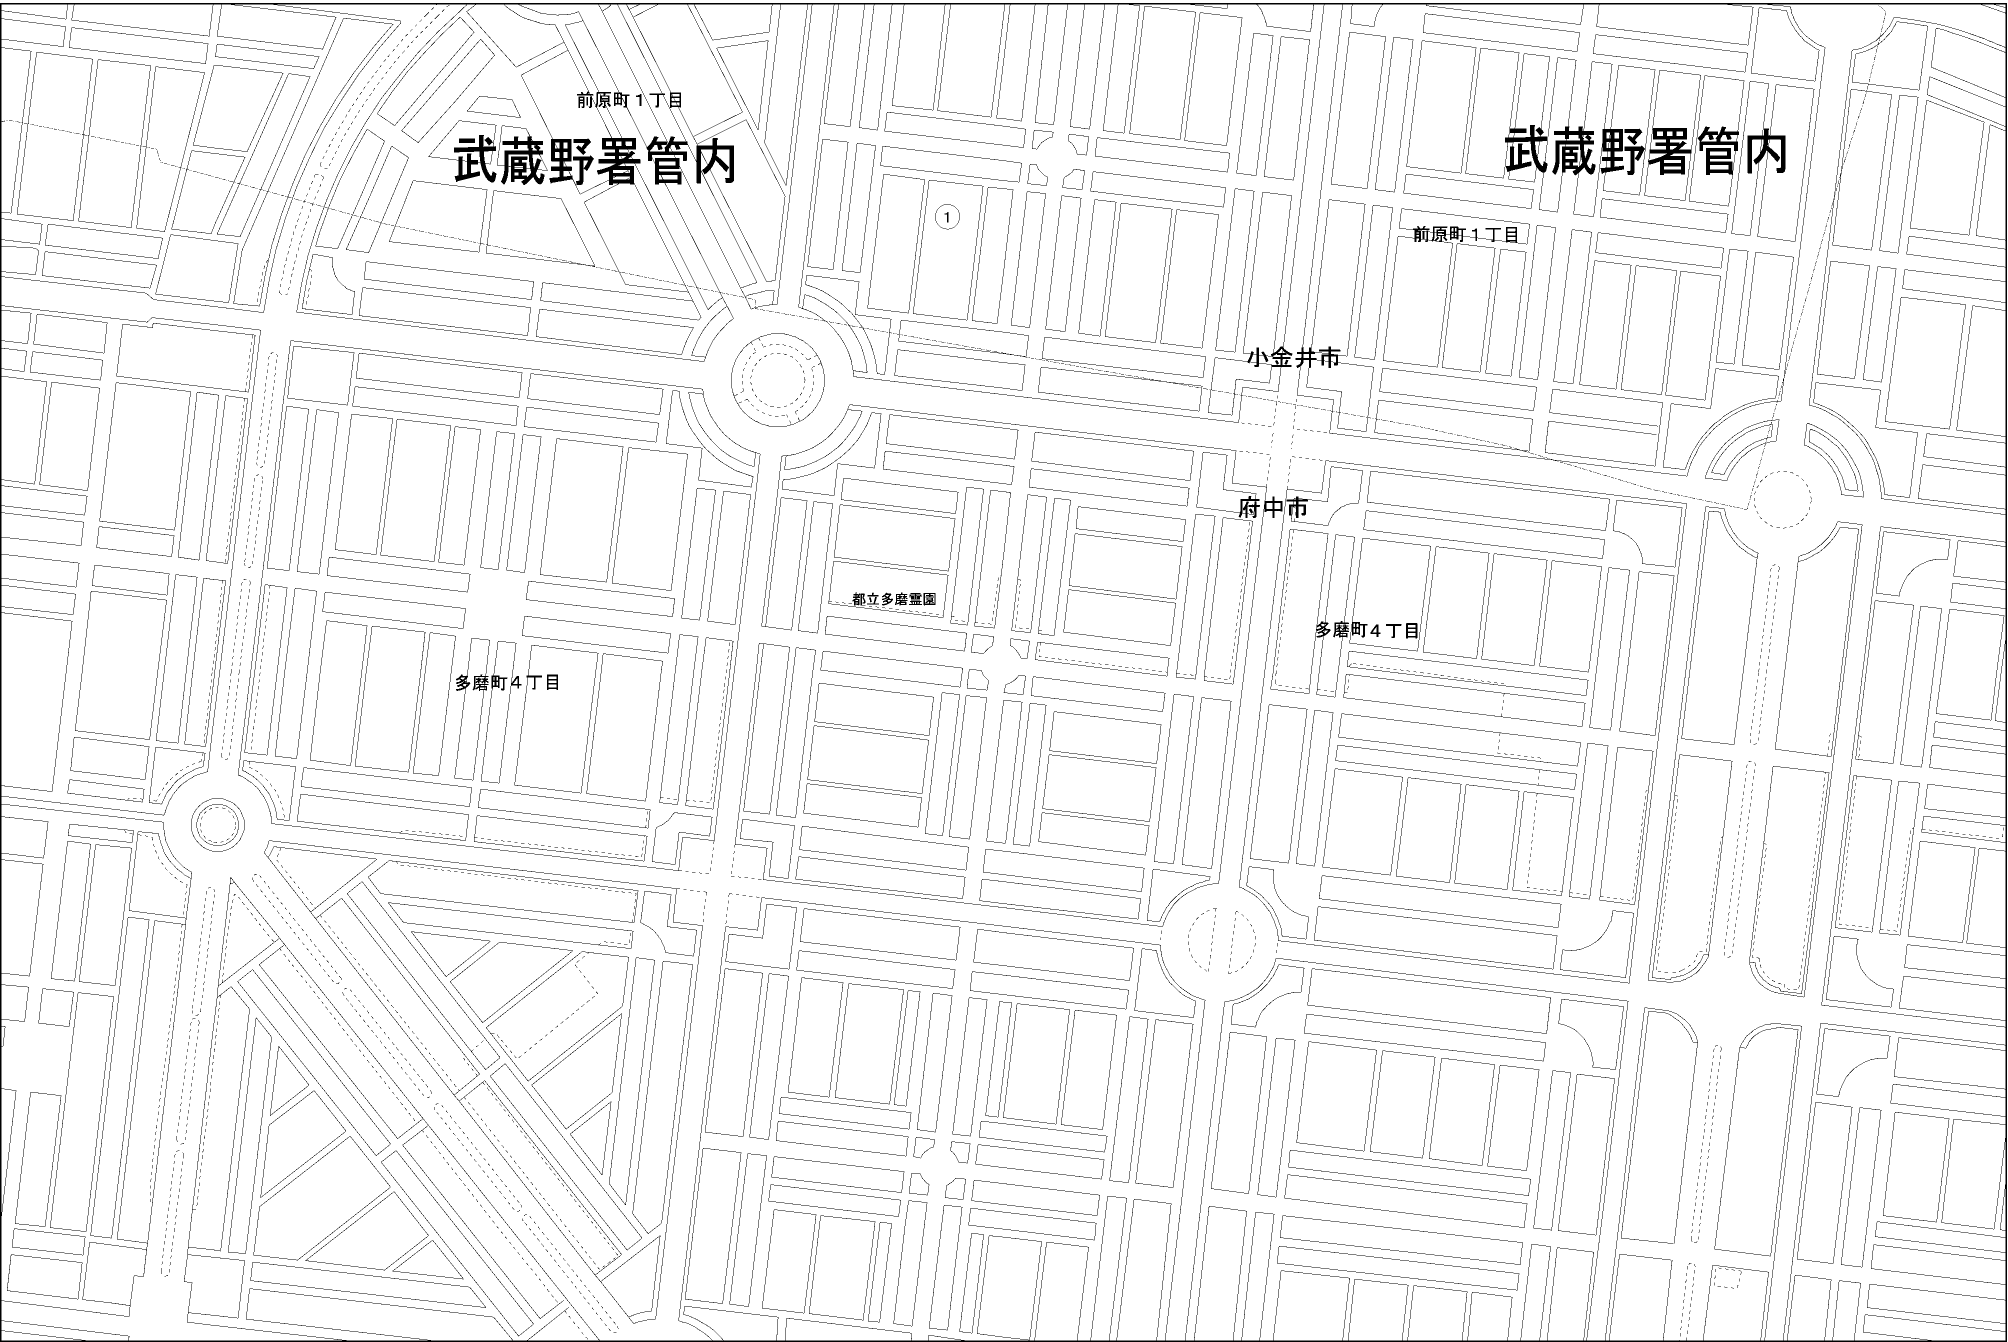 前原町１丁目
武蔵野署管内
武蔵野署管内
1
前原町１丁目
小金井市
府中市
都立多磨霊園
多磨町４丁目
多磨町４丁目